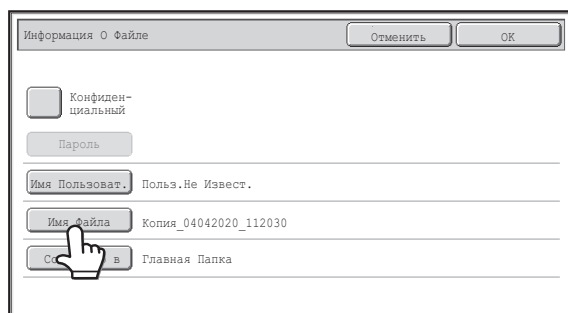 Информация О Файле
Отменить
OK
Конфиден-
циальный
Пароль
Имя Пользоват. Польз.Не Извест.
Имя Файла Копия_04042020_112030
в Главная Папка